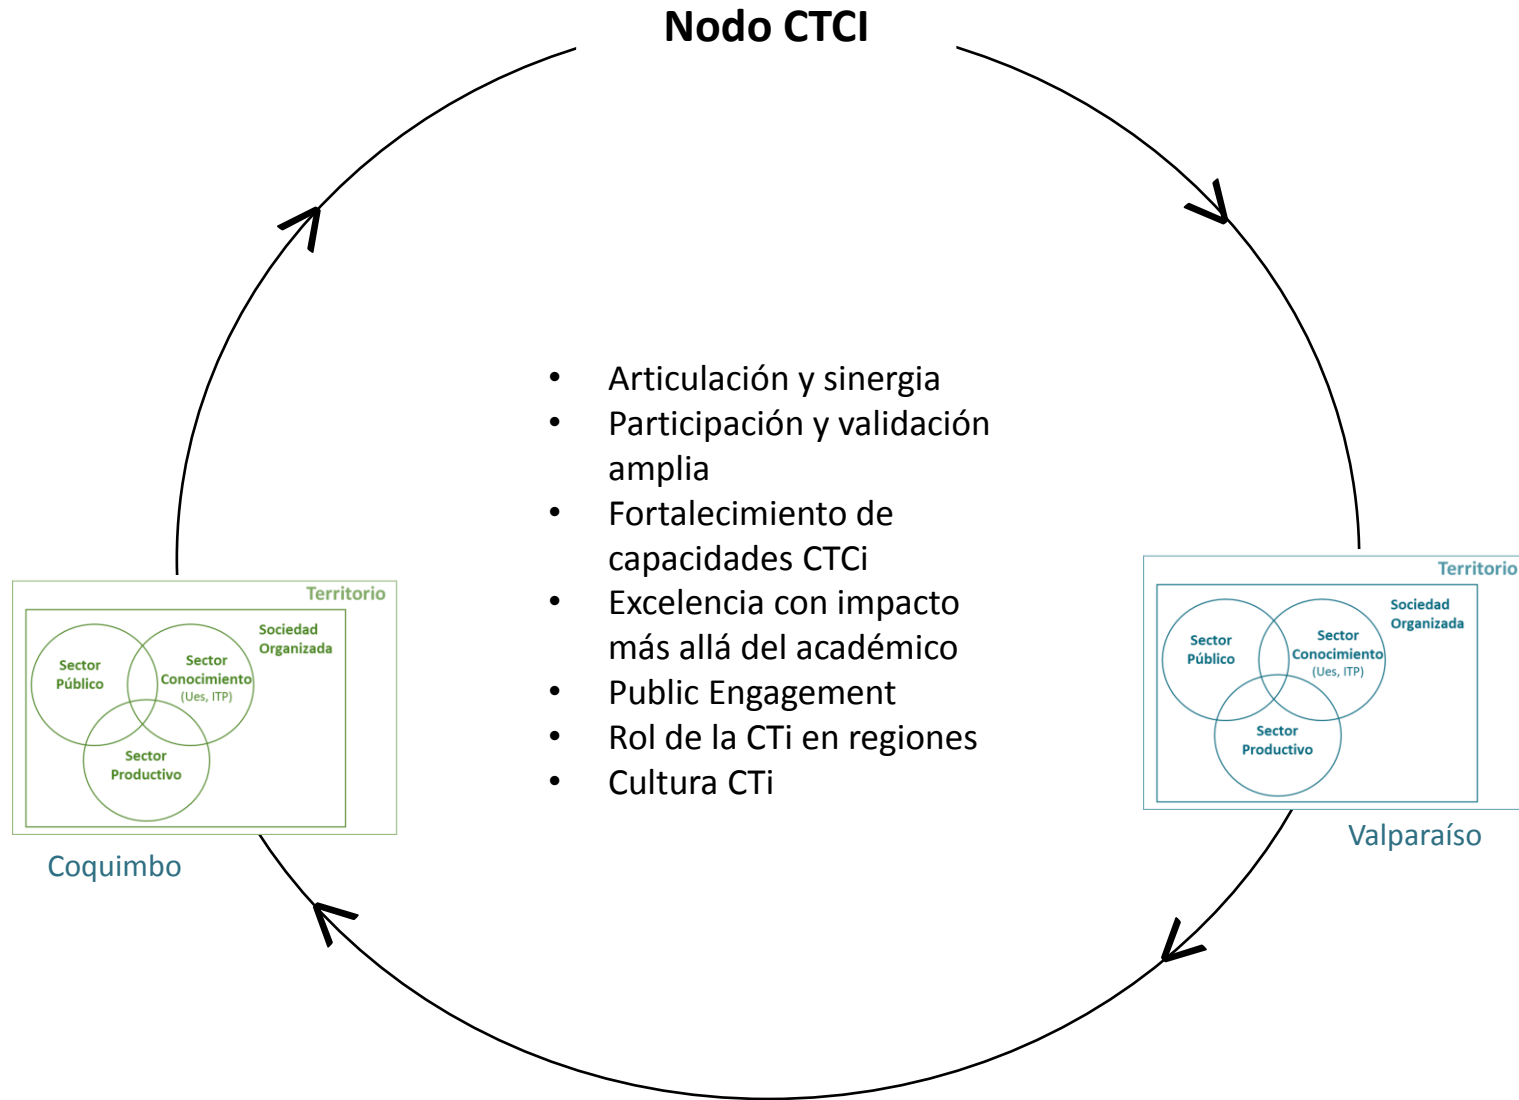 Nodo CTCI
• Articulación y sinergia
• Participación y validación
amplia
• Fortalecimiento de
capacidades CTCi
• Excelencia con impacto
más allá del académico
• Public Engagement
• Rol de la CTi en regiones
• Cultura CTi
Territorio
Sociedad
Organizada
Sector
Público
Sector
Conocimiento
(Ues, ITP)
Sector
Productivo
Coquimbo
Territorio
Sociedad
Organizada
Sector
Público
Sector
Conocimiento
(Ues, ITP)
Sector
Productivo
Valparaíso